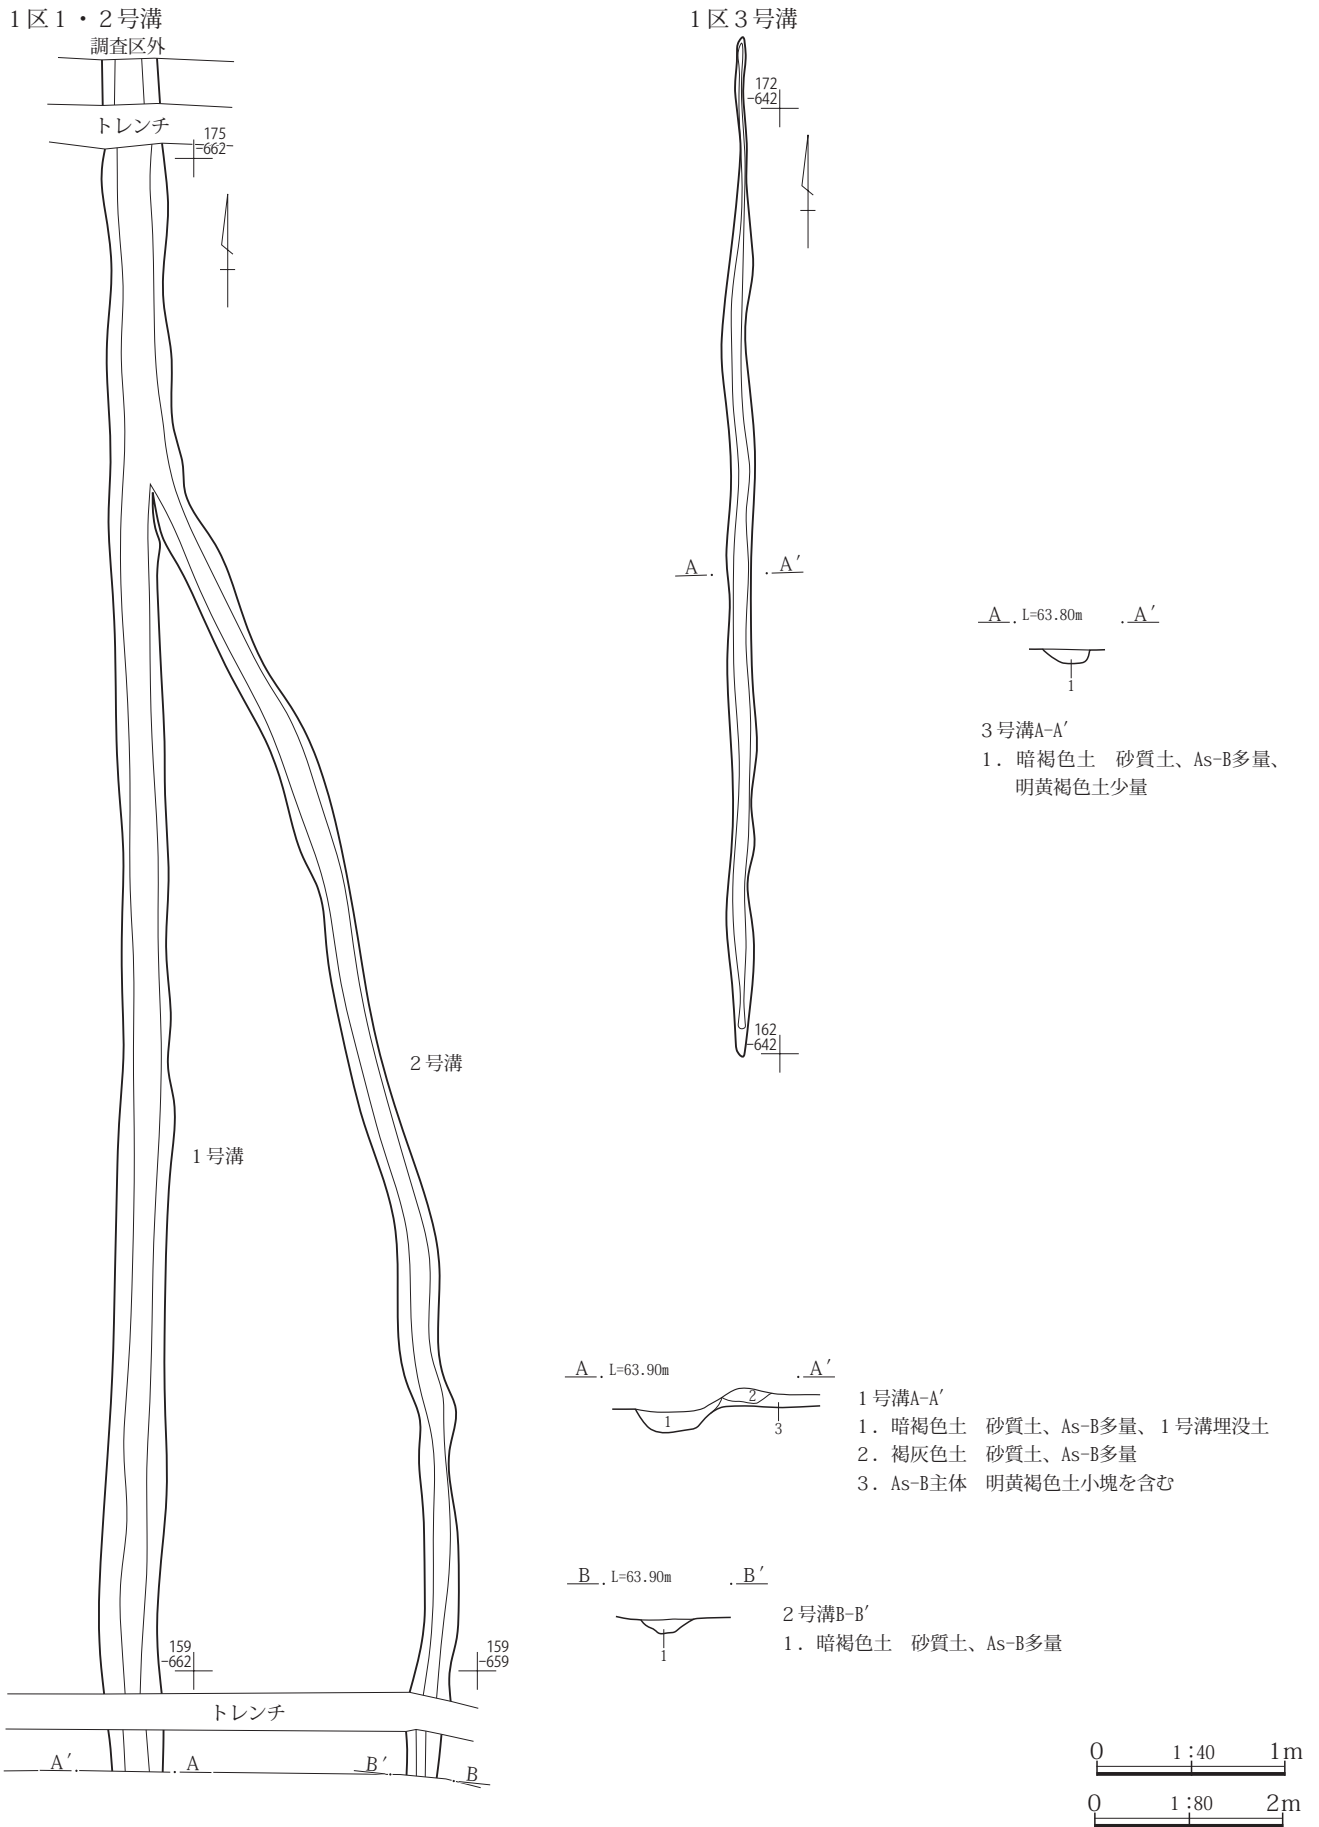 1区1・2号溝
調査区外
トレンチ
175
-662
2号溝
1号溝
159
-662
159
-659
トレンチ
A′
A
B′
B
1区3号溝
172
-642
A
A′
162
-642
A
L=63.80m
A′
1
3号溝A-A′
1．暗褐色土　砂質土、As-B多量、
明黄褐色土少量
A
L=63.90m
A′
1
2
3
1号溝A-A′
1．暗褐色土　砂質土、As-B多量、1号溝埋没土
2．褐灰色土　砂質土、As-B多量
3．As-B主体　明黄褐色土小塊を含む
B
L=63.90m
B′
1
2号溝B-B′
1．暗褐色土　砂質土、As-B多量
0 1：40 1m
0 1：80 2m